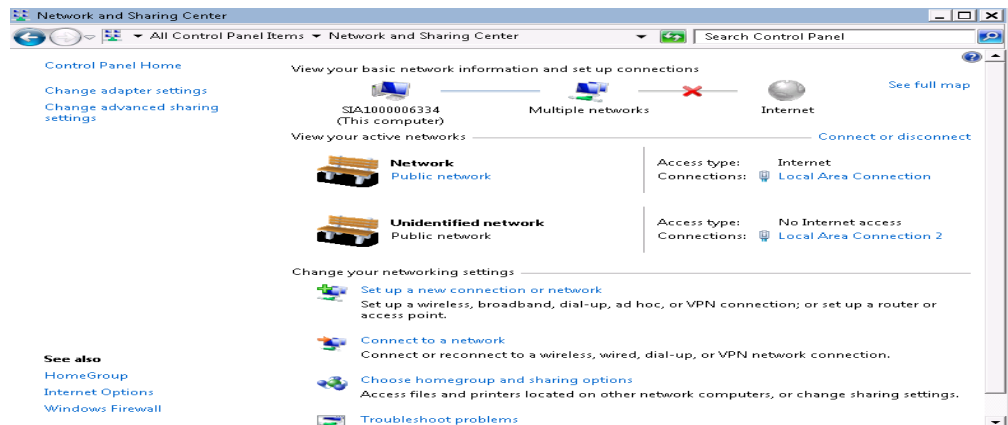 Network and Sharing Center
All Control Panel Items Network and Sharing Center Search Control Panel
Control Panel Home
Change adapter settings
Change advanced sharing
settings
See also
HomeGroup
Internet Options
Windows Firewall
View your basic network information and set up connections
See full map
SIA1000006334
(This computer)
Multiple networks
Internet
View your active networks Connect or disconnect
Network
Public network
Access type: Internet
Connections: Local Area Connection
Unidentified network
Public network
Access type: No Internet access
Connections: Local Area Connection 2
Change your networking settings
Set up a new connection or network
Set up a wireless, broadband, dial-up, ad hoc, or VPN connection; or set up a router or
access point.
Connect to a network
Connect or reconnect to a wireless, wired, dial-up, or VPN network connection.
Choose homegroup and sharing options
Access files and printers located on other network computers, or change sharing settings.
Troubleshoot problems